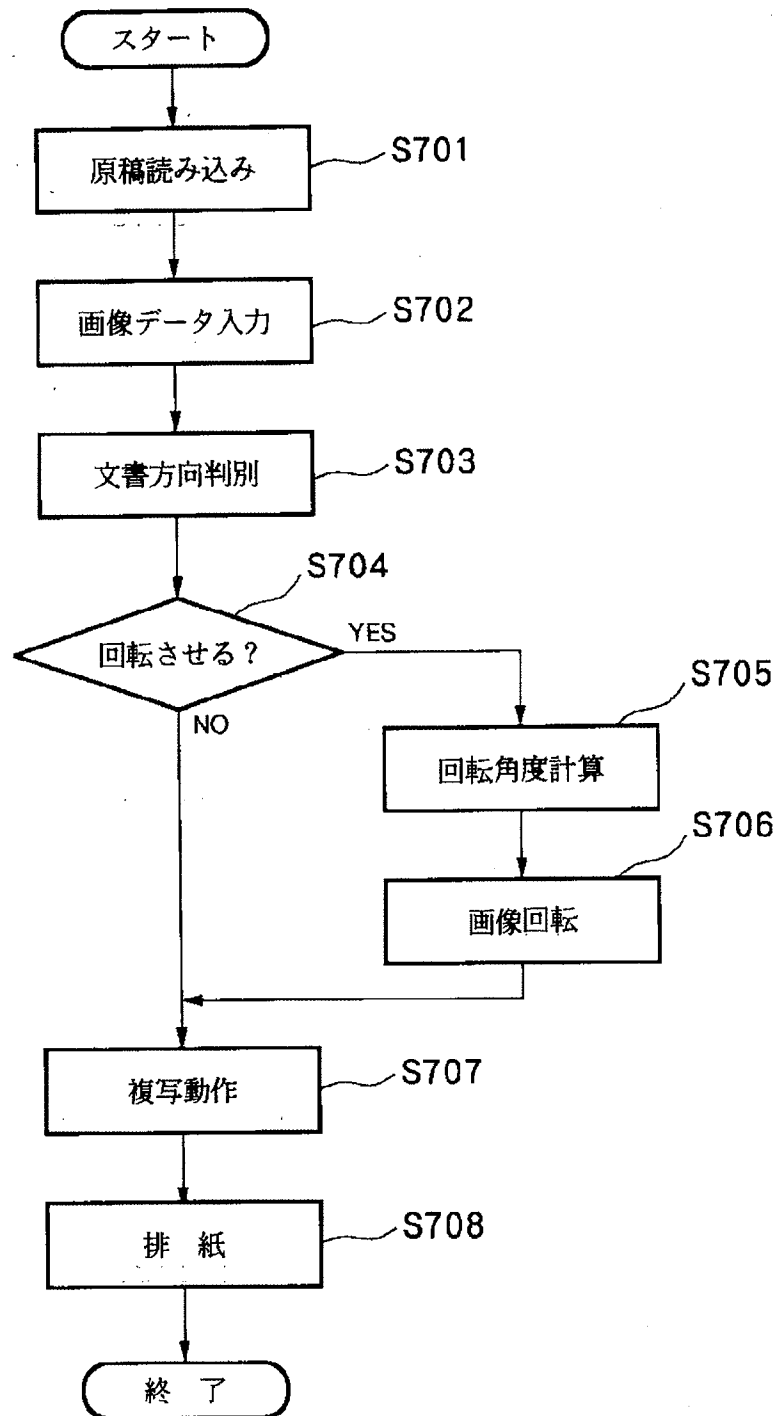 スタート
原稿読み込み
S701
画像データ入力
S702
文書方向判別
S703
S704
回転させる?
YES
NO
S705
回転角度計算
S706
画像回転
複写動作
S707
排 紙
S708
終 了